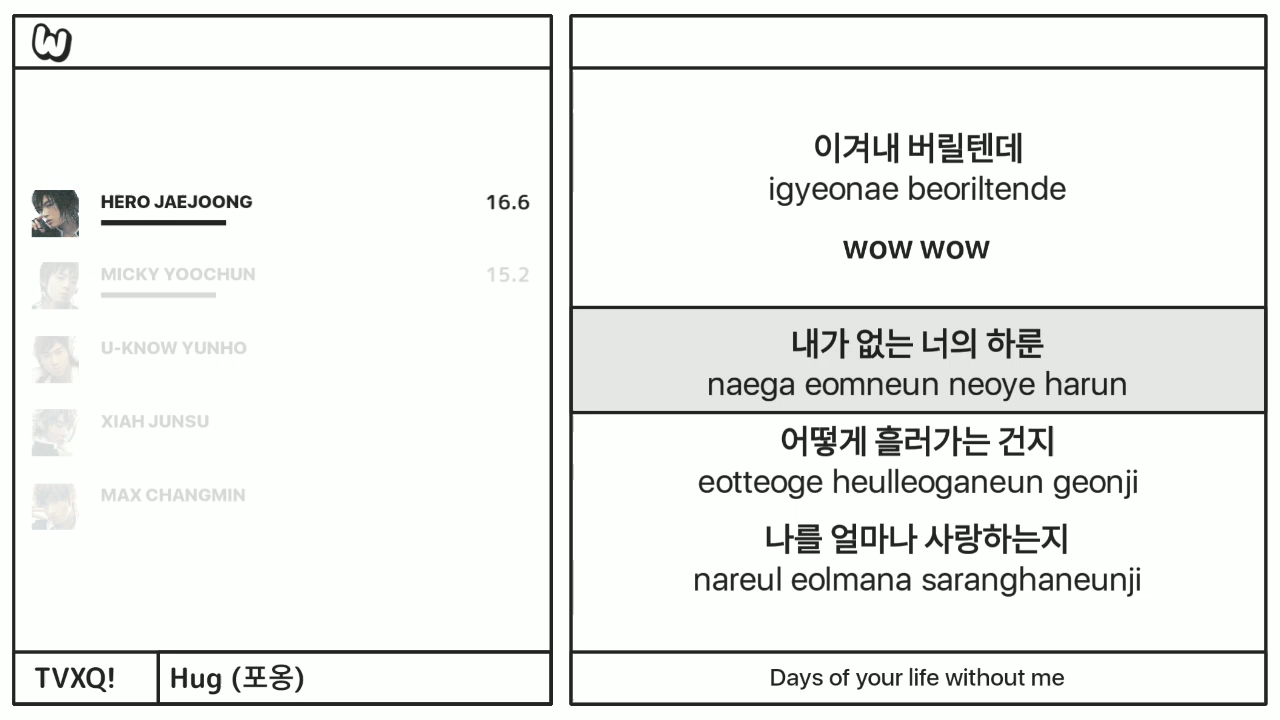 W
HERO JAEJOONG 16.6
MICKY YOOCHUN 15.2
U-KNOW YUNHO
XIAH JUNSU
MAX CHANGMIN
TVXQ! Hug (포옹)
이겨내 버릴텐데
igyeonae beoriltende
wow wow
내가 없는 너의 하룬
naega eomneun neoye harun
어떻게 흘러가는 건지
eotteoge heulleoganeun geonji
나를 얼마나 사랑하는지
nareul eolmana saranghaneunji
Days of your life without me